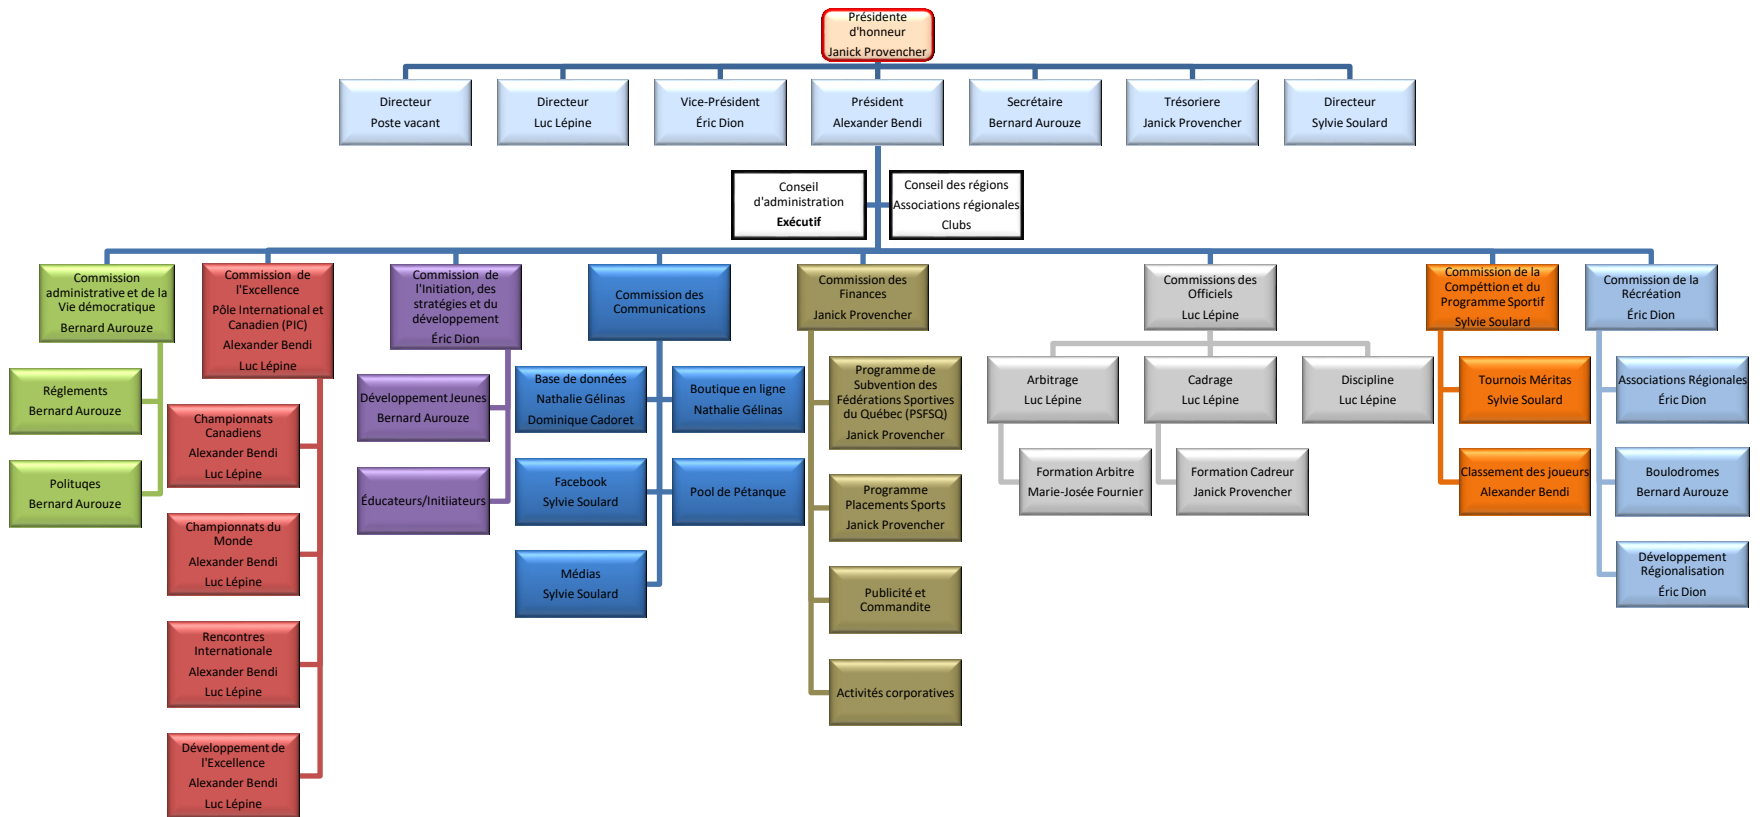 Présidente
d'honneur
Janick Provencher
Directeur
Poste vacant
Directeur
Luc Lépine
Vice-Président
Éric Dion
Président
Alexander Bendi
Secrétaire
Bernard Aurouze
Trésoriere
Janick Provencher
Directeur
Sylvie Soulard
Conseil
d'administration
Exécutif
Conseil des régions
Associations régionales
Clubs
Commission
administrative et de la
Vie démocratique
Bernard Aurouze
Réglements
Bernard Aurouze
Polituqes
Bernard Aurouze
Commission de
l'Excellence
Pôle International et
Canadien (PIC)
Alexander Bendi
Luc Lépine
Championnats
Canadiens
Alexander Bendi
Luc Lépine
Championnats du
Monde
Alexander Bendi
Luc Lépine
Rencontres
Internationale
Alexander Bendi
Luc Lépine
Développement de
l'Excellence
Alexander Bendi
Luc Lépine
Commission de
l'Initiation, des
stratégies et du
développement
Éric Dion
Développement Jeunes
Bernard Aurouze
Éducateurs/Initiiateurs
Commission des
Communications
Base de données
Nathalie Gélinas
Dominique Cadoret
Boutique en ligne
Nathalie Gélinas
Facebook
Sylvie Soulard
Pool de Pétanque
Médias
Sylvie Soulard
Commission des
Finances
Janick Provencher
Programme de
Subvention des
Fédérations Sportives
du Québec (PSFSQ)
Janick Provencher
Programme
Placements Sports
Janick Provencher
Publicité et
Commandite
Activités corporatives
Commissions des
Officiels
Luc Lépine
Arbitrage
Luc Lépine
Formation Arbitre
Marie-Josée Fournier
Cadrage
Luc Lépine
Formation Cadreur
Janick Provencher
Discipline
Luc Lépine
Commission de la
Compéttion et du
Programme Sportif
Sylvie Soulard
Tournois Méritas
Sylvie Soulard
Classement des joueurs
Alexander Bendi
Commission de la
Récréation
Éric Dion
Associations Régionales
Éric Dion
Boulodromes
Bernard Aurouze
Développement
Régionalisation
Éric Dion